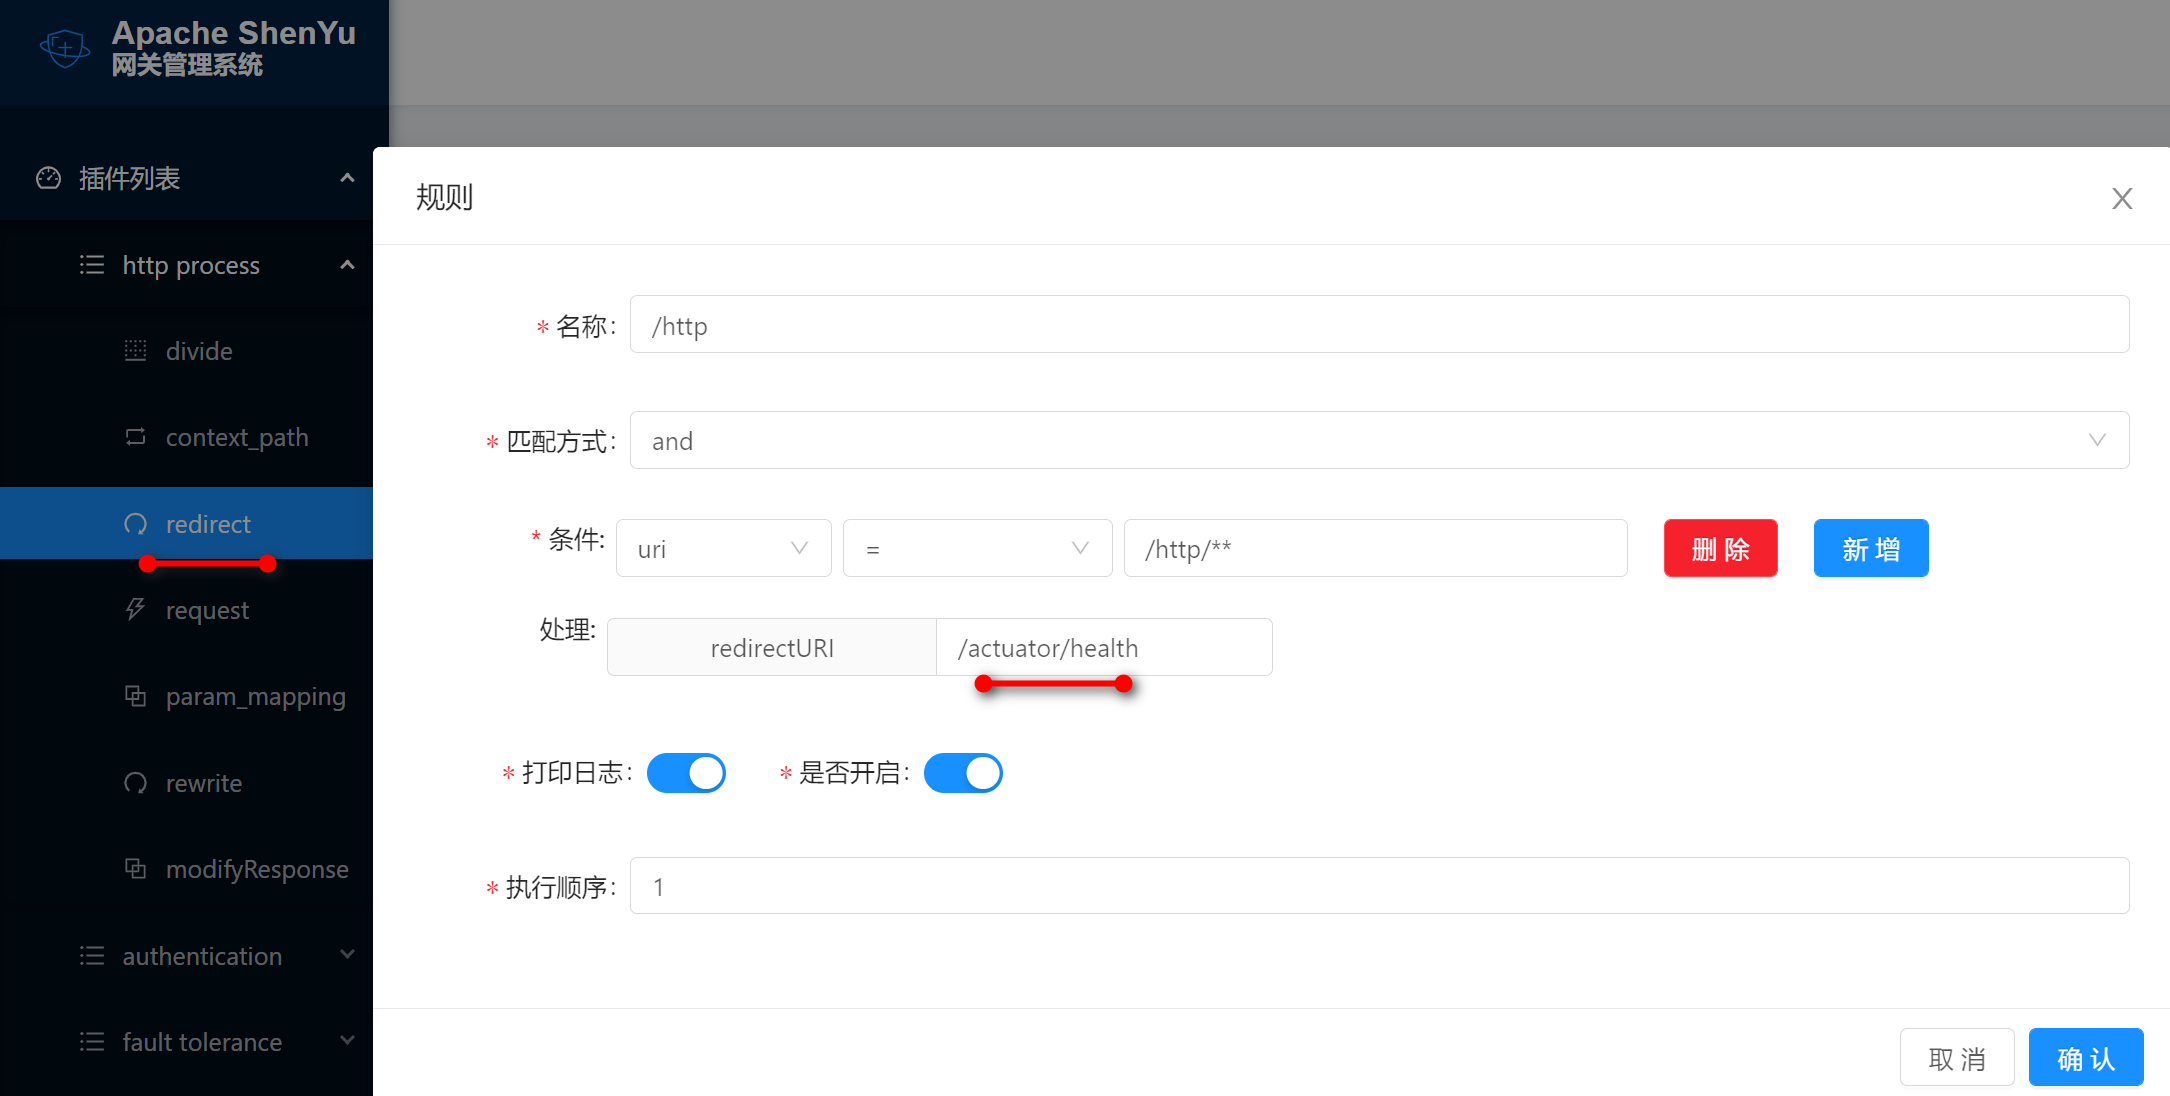 Apache ShenYu
网关管理系统
插件列表
http process
divide
context_path
redirect
request
param_mapping
rewrite
modifyResponse
authentication
fault tolerance
规则
X
* 名称: /http
* 匹配方式: and
* 条件: uri = /http/** 删 除 新 增
处理: redirectURI /actuator/health
* 打印日志: * 是否开启:
* 执行顺序: 1
取 消 确 认